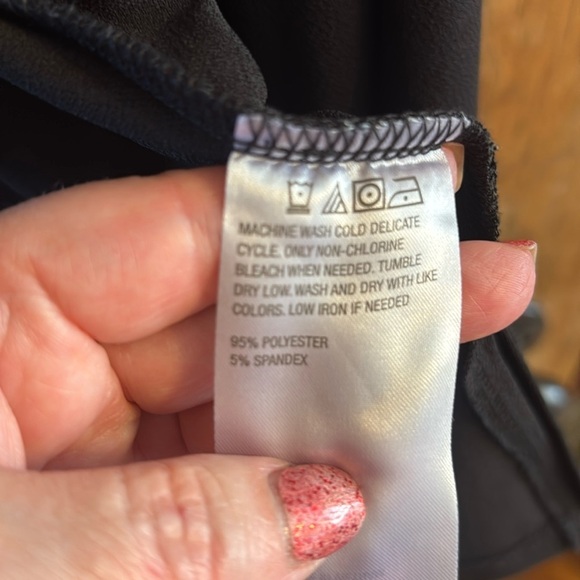 MACHINE WASH COLD DELICATE
CYCLE. ONLY NON-CHLORINE
BLEACH WHEN NEEDED. TUMBLE
DRY LOW. WASH AND DRY WITH LIKE
COLORS. LOW IRON IF NEEDED
95% POLYESTER
5% SPANDEX